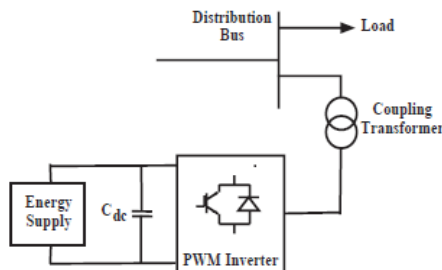 Distribution
Bus
Load
Coupling
Transformer
Energy
Supply
Cdc
PWM Inverter